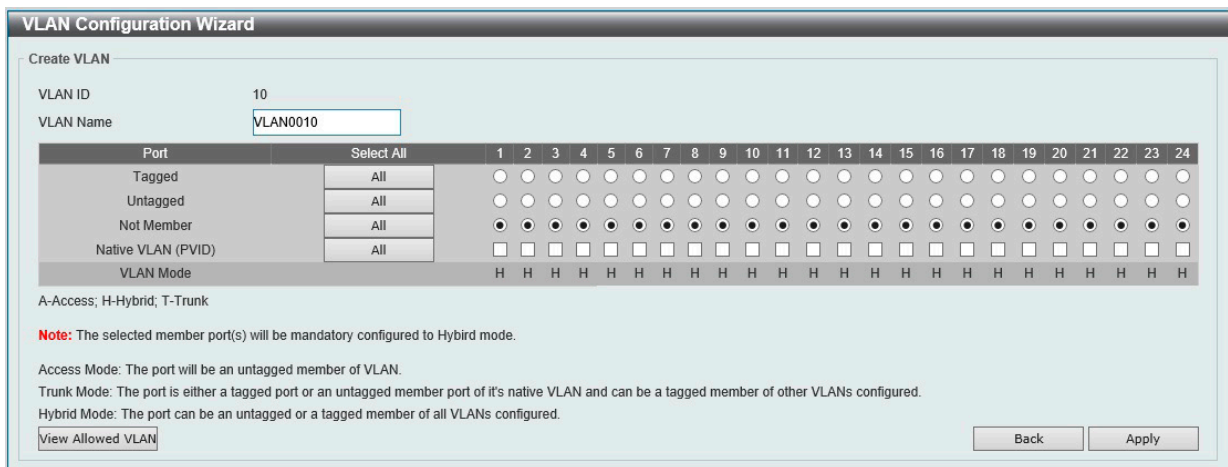 VLAN Configuration Wizard
Create VLAN
VLAN ID 10
VLAN Name VLAN0010
Port Select All 1 2 3 4 5 6 7 8 9 10 11 12 13 14 15 16 17 18 19 20 21 22 23 24
Tagged All
Untagged All
Not Member All
Native VLAN (PVID) All
VLAN Mode H H H H H H H H H H H H H H H H H H H H H H H H
A-Access; H-Hybrid; T-Trunk
Note: The selected member port(s) will be mandatory configured to Hybird mode.
Access Mode: The port will be an untagged member of VLAN.
Trunk Mode: The port is either a tagged port or an untagged member port of it's native VLAN and can be a tagged member of other VLANs configured.
Hybrid Mode: The port can be an untagged or a tagged member of all VLANs configured.
View Allowed VLAN Back Apply